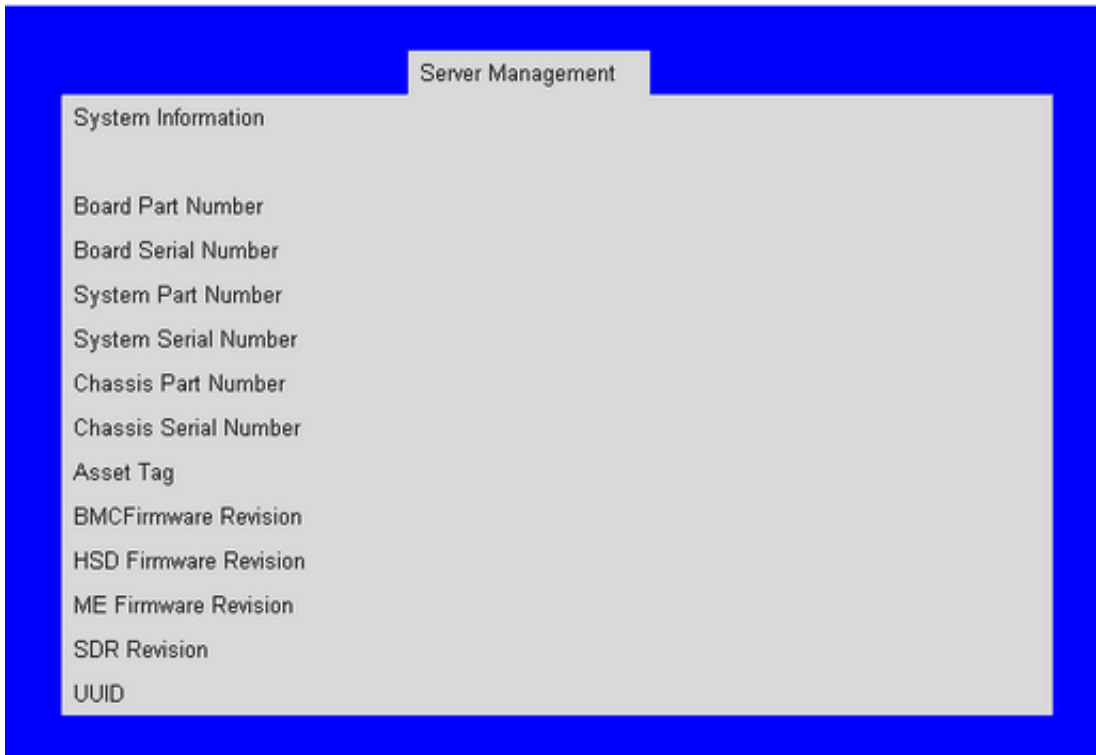 Server Management
System Information
Board Part Number
Board Serial Number
System Part Number
System Serial Number
Chassis Part Number
Chassis Serial Number
Asset Tag
BMCFirmware Revision
HSD Firmware Revision
ME Firmware Revision
SDR Revision
UUID